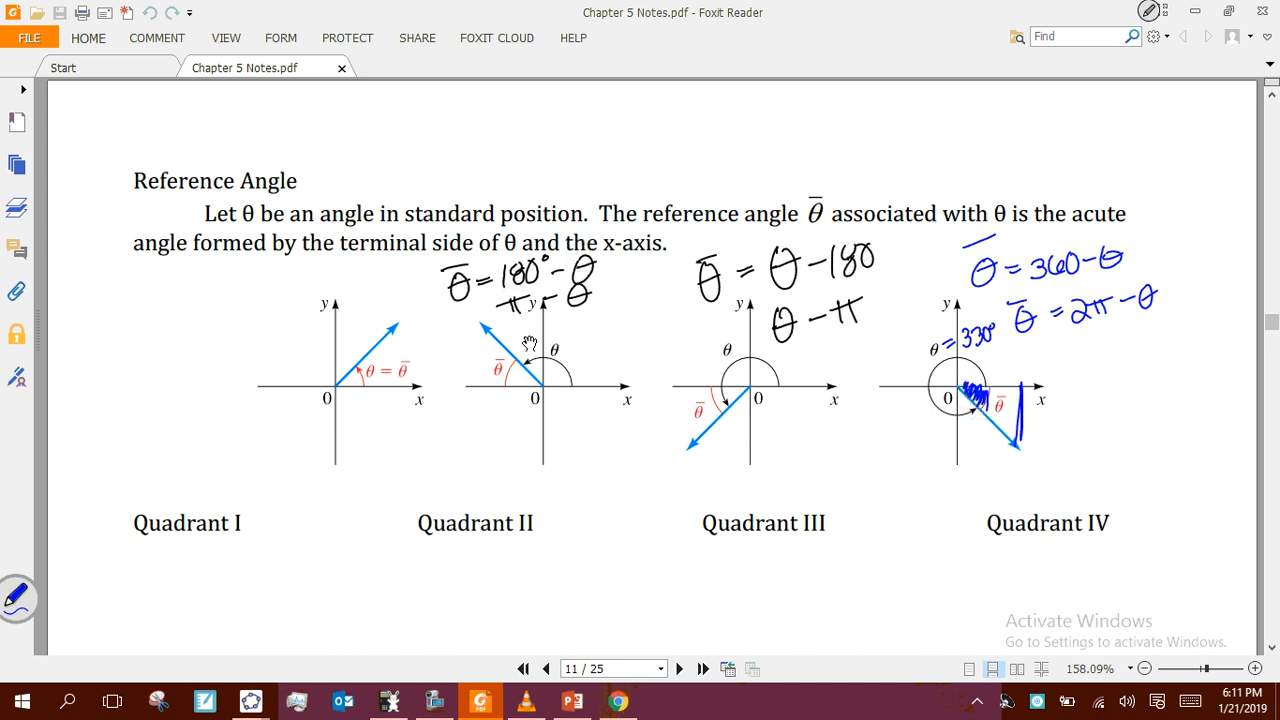 Chapter 5 Notes.pdf - Foxit Reader
FILE HOME COMMENT VIEW FORM PROTECT SHARE FOXIT CLOUD HELP Find
Start Chapter 5 Notes.pdf
Reference Angle
Let θ be an angle in standard position. The reference angle θ̅ associated with θ is the acute
angle formed by the terminal side of θ and the x-axis.
θ̅ = 180° - θ
π - θ
θ̅ = θ - 180
θ - π
θ̅ = 360 - θ
θ̅ = 2π - θ
y y y y
θ = θ̅
θ̅ θ
θ θ̅
θ = 330° θ̅
0 x 0 x 0 x 0 x
Quadrant I Quadrant II Quadrant III Quadrant IV
Activate Windows
Go to Settings to activate Windows.
11 / 25 158.09%
6:11 PM
1/21/2019